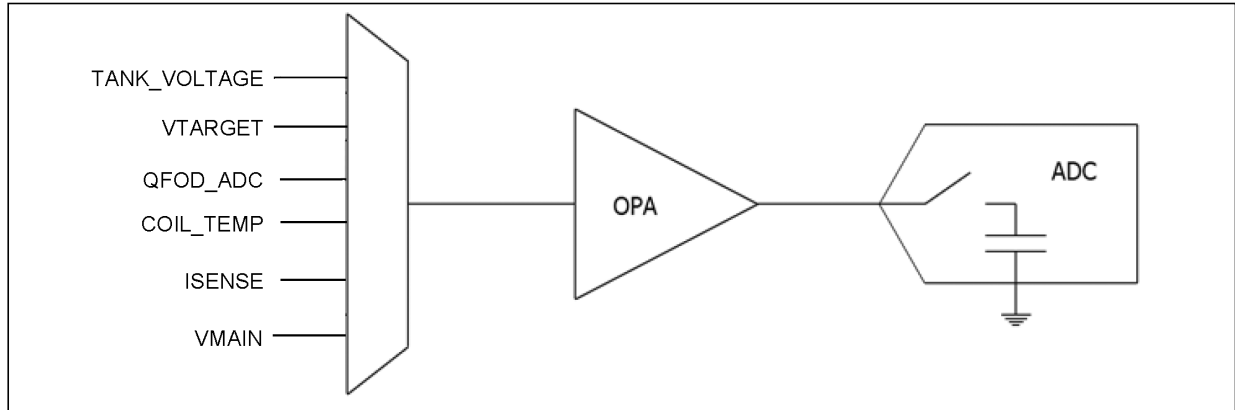 TANK_VOLTAGE
VTARGET
QFOD_ADC
COIL_TEMP
ISENSE
VMAIN
OPA
ADC